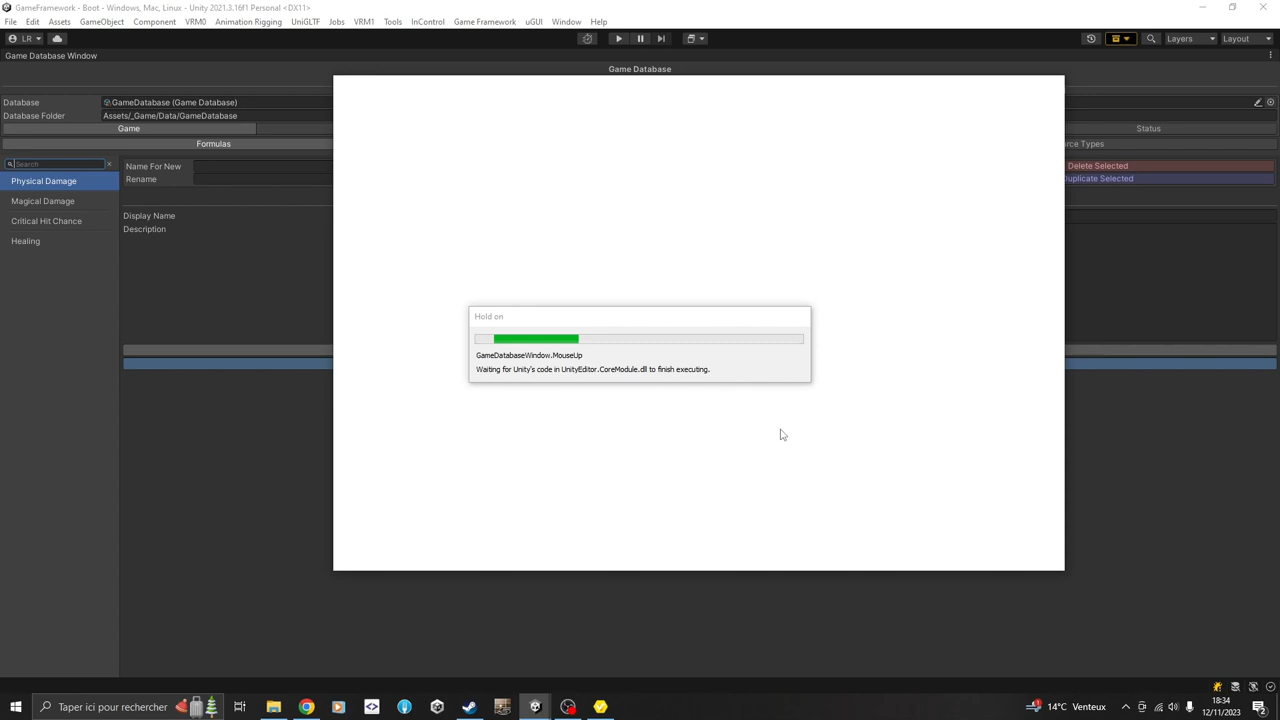 GameFramework - Boot - Windows, Mac, Linux - Unity 2021.3.16f1 Personal <DX11>
File Edit Assets GameObject Component VRM0 Animation Rigging UniGLTF Jobs VRM1 Tools InControl Game Framework uGUI Window Help
LR Layers Layout
Game Database Window
Game Database
Database GameDatabase (Game Database)
Database Folder Assets/_Game/Data/GameDatabase
Game Status
Formulas
Search
Name For New Delete Selected
Rename Duplicate Selected
Physical Damage
Magical Damage
Critical Hit Chance
Healing
Display Name
Description
Hold on
GameDatabaseWindow.MouseUp
Waiting for Unity's code in UnityEditor.CoreModule.dll to finish executing.
Taper ici pour rechercher
14°C Venteux
18:34
12/11/2023